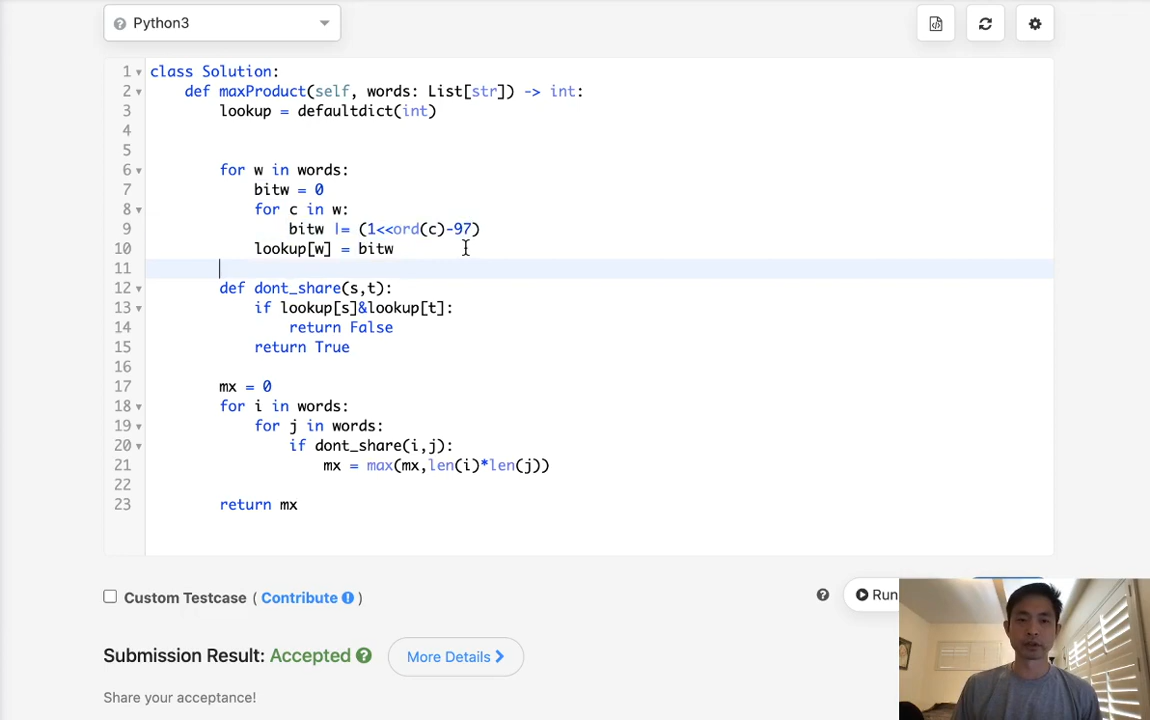 Python3
1 class Solution:
2 def maxProduct(self, words: List[str]) -> int:
3 lookup = defaultdict(int)
4
5
6 for w in words:
7 bitw = 0
8 for c in w:
9 bitw |= (1<<ord(c)-97)
10 lookup[w] = bitw
11
12 def dont_share(s,t):
13 if lookup[s]&lookup[t]:
14 return False
15 return True
16
17 mx = 0
18 for i in words:
19 for j in words:
20 if dont_share(i,j):
21 mx = max(mx,len(i)*len(j))
22
23 return mx
Custom Testcase ( Contribute )
Run
Submission Result: Accepted
More Details
Share your acceptance!